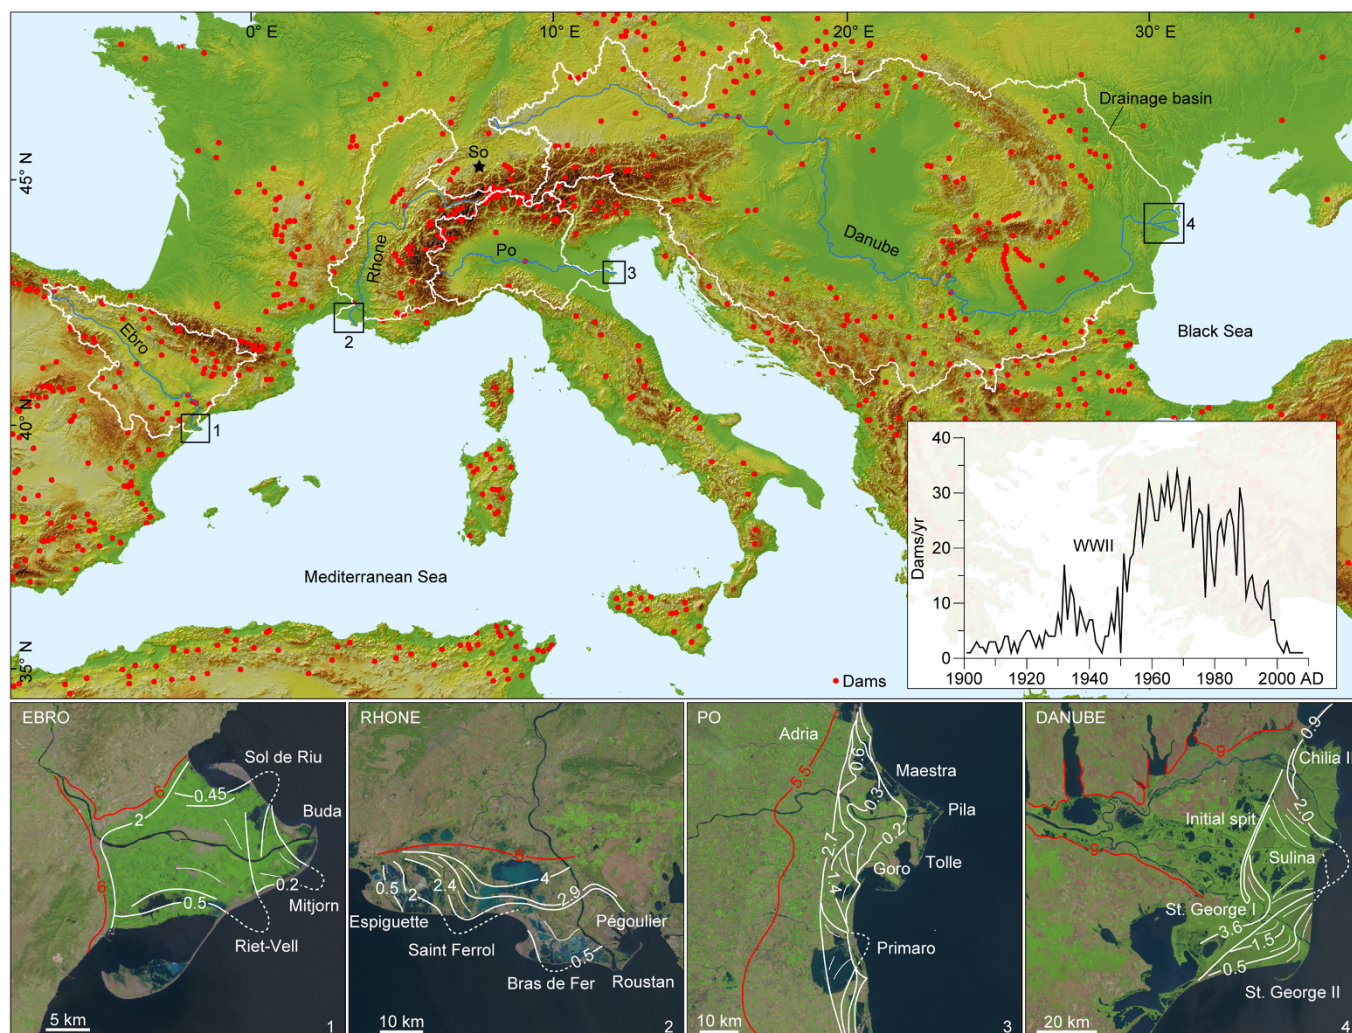 0° E
10° E
20° E
30° E
45° N
40° N
35° N
Drainage basin
So
Rhone
Po
Danube
Ebro
1
2
3
4
Black Sea
Mediterranean Sea
Dams
40
30
20
10
0
Dams/yr
WWII
1900
1920
1940
1960
1980
2000 AD
EBRO
Sol de Riu
Buda
Mitjorn
Riet-Vell
6
6
2
0.45
0.5
0.2
5 km
1
RHONE
6
0.5
2
2.4
4
2.9
0.5
Espiguette
Saint Ferrol
Bras de Fer
Pégoulier
Roustan
10 km
2
PO
Adria
5.5
0.6
0.3
0.2
2.7
1.4
Maestra
Pila
Tolle
Goro
Primaro
10 km
3
DANUBE
9
9
0.9
Chilia II
2.0
Initial spit
Sulina
St. George I
3.6
1.5
0.5
St. George II
20 km
4